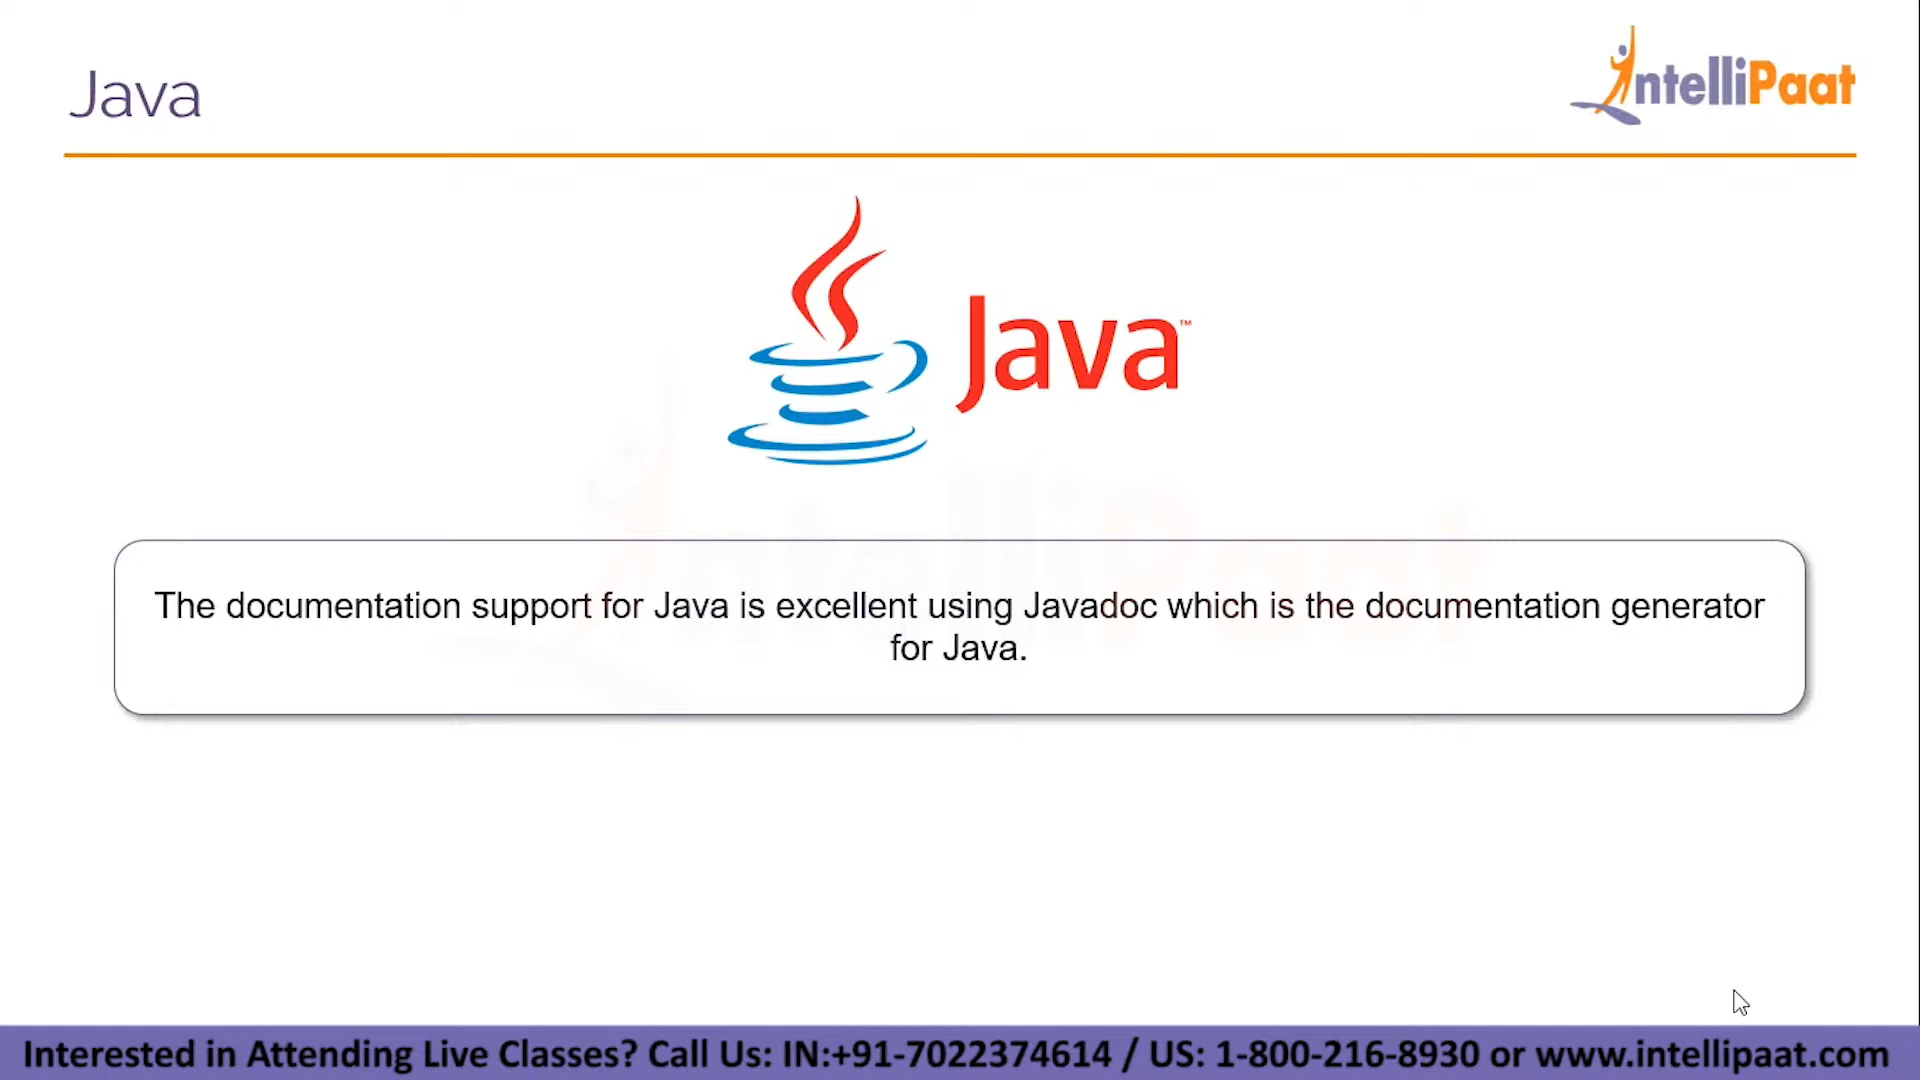 Java
IntelliPaat
Java™
IntelliPaat
The documentation support for Java is excellent using Javadoc which is the documentation generator
for Java.
Interested in Attending Live Classes? Call Us: IN:+91-7022374614 / US: 1-800-216-8930 or www.intellipaat.com